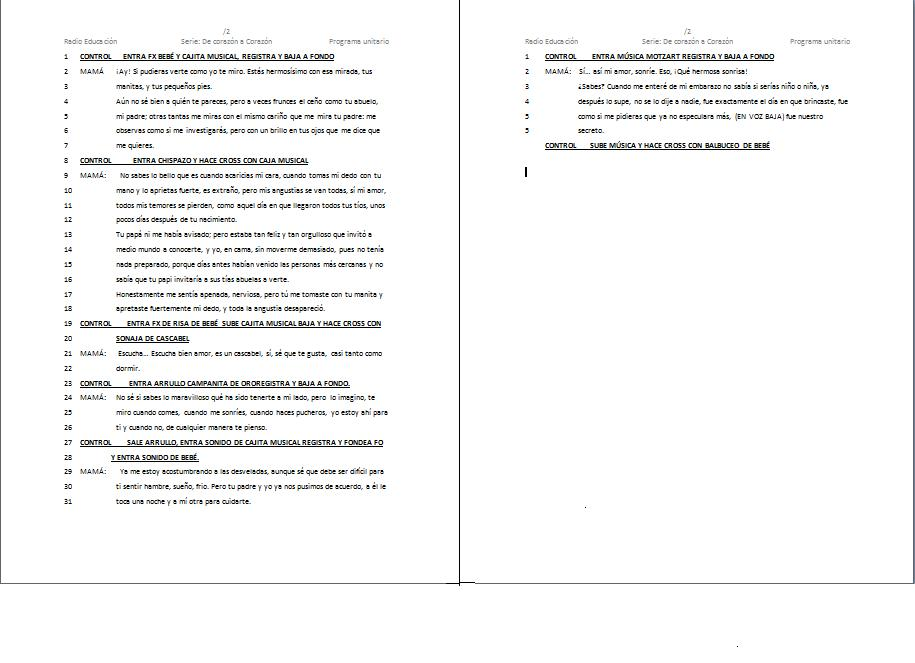 /2
Radio Educación Serie: De corazón a Corazón Programa unitario
1 CONTROL ENTRA FX BEBÉ Y CAJITA MUSICAL, REGISTRA Y BAJA A FONDO
2 MAMÁ ¡Ay! Si pudieras verte como yo te miro. Estás hermosísimo con esa mirada, tus
3 manitas, y tus pequeños pies.
4 Aún no sé bien a quién te pareces, pero a veces frunces el ceño como tu abuelo,
5 mi padre; otras tantas me miras con el mismo cariño que me mira tu padre: me
6 observas como si me investigarás, pero con un brillo en tus ojos que me dice que
7 me quieres.
8 CONTROL ENTRA CHISPAZO Y HACE CROSS CON CAJA MUSICAL
9 MAMÁ: No sabes lo bello que es cuando acaricias mi cara, cuando tomas mi dedo con tu
10 mano y lo aprietas fuerte, es extraño, pero mis angustias se van todas, sí mi amor,
11 todos mis temores se pierden, como aquel día en que llegaron todos tus tíos, unos
12 pocos días después de tu nacimiento.
13 Tu papá ni me había avisado; pero estaba tan feliz y tan orgulloso que invitó a
14 medio mundo a conocerte, y yo, en cama, sin moverme demasiado, pues no tenía
15 nada preparado, porque días antes habían venido las personas más cercanas y no
16 sabía que tu papi invitaría a sus tías abuelas a verte.
17 Honestamente me sentía apenada, nerviosa, pero tú me tomaste con tu manita y
18 apretaste fuertemente mi dedo, y toda la angustia desapareció.
19 CONTROL ENTRA FX DE RISA DE BEBÉ SUBE CAJITA MUSICAL BAJA Y HACE CROSS CON
20 SONAJA DE CASCABEL
21 MAMÁ: Escucha... Escucha bien amor, es un cascabel, sí, sé que te gusta, casi tanto como
22 dormir.
23 CONTROL ENTRA ARRULLO CAMPANITA DE OROREGISTRA Y BAJA A FONDO.
24 MAMÁ: No sé si sabes lo maravilloso qué ha sido tenerte a mi lado, pero lo imagino, te
25 miro cuando comes, cuando me sonríes, cuando haces pucheros, yo estoy ahí para
26 ti y cuando no, de cualquier manera te pienso.
27 CONTROL SALE ARRULLO, ENTRA SONIDO DE CAJITA MUSICAL REGISTRA Y FONDEA FO
28 Y ENTRA SONIDO DE BEBÉ.
29 MAMÁ: Ya me estoy acostumbrando a las desveladas, aunque sé que debe ser difícil para
30 ti sentir hambre, sueño, frio. Pero tu padre y yo ya nos pusimos de acuerdo, a él le
31 toca una noche y a mí otra para cuidarte.
/2
Radio Educación Serie: De corazón a Corazón Programa unitario
1 CONTROL ENTRA MÚSICA MOTZART REGISTRA Y BAJA A FONDO
2 MAMÁ: Sí... así mi amor, sonríe. Eso, ¡Qué hermosa sonrisa!
3 ¿Sabes? Cuando me enteré de mi embarazo no sabía si serías niño o niña, ya
4 después lo supe, no se lo dije a nadie, fue exactamente el día en que brincaste, fue
5 como si me pidieras que ya no especulara más, (EN VOZ BAJA) fue nuestro
5 secreto.
CONTROL SUBE MÚSICA Y HACE CROSS CON BALBUCEO DE BEBÉ